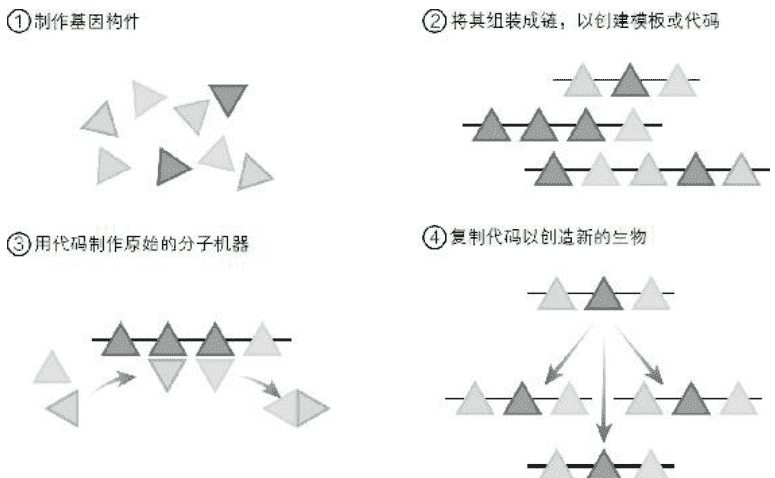 ①制作基因构件
②将其组装成链，以创建模板或代码
③用代码制作原始的分子机器
④复制代码以创造新的生物